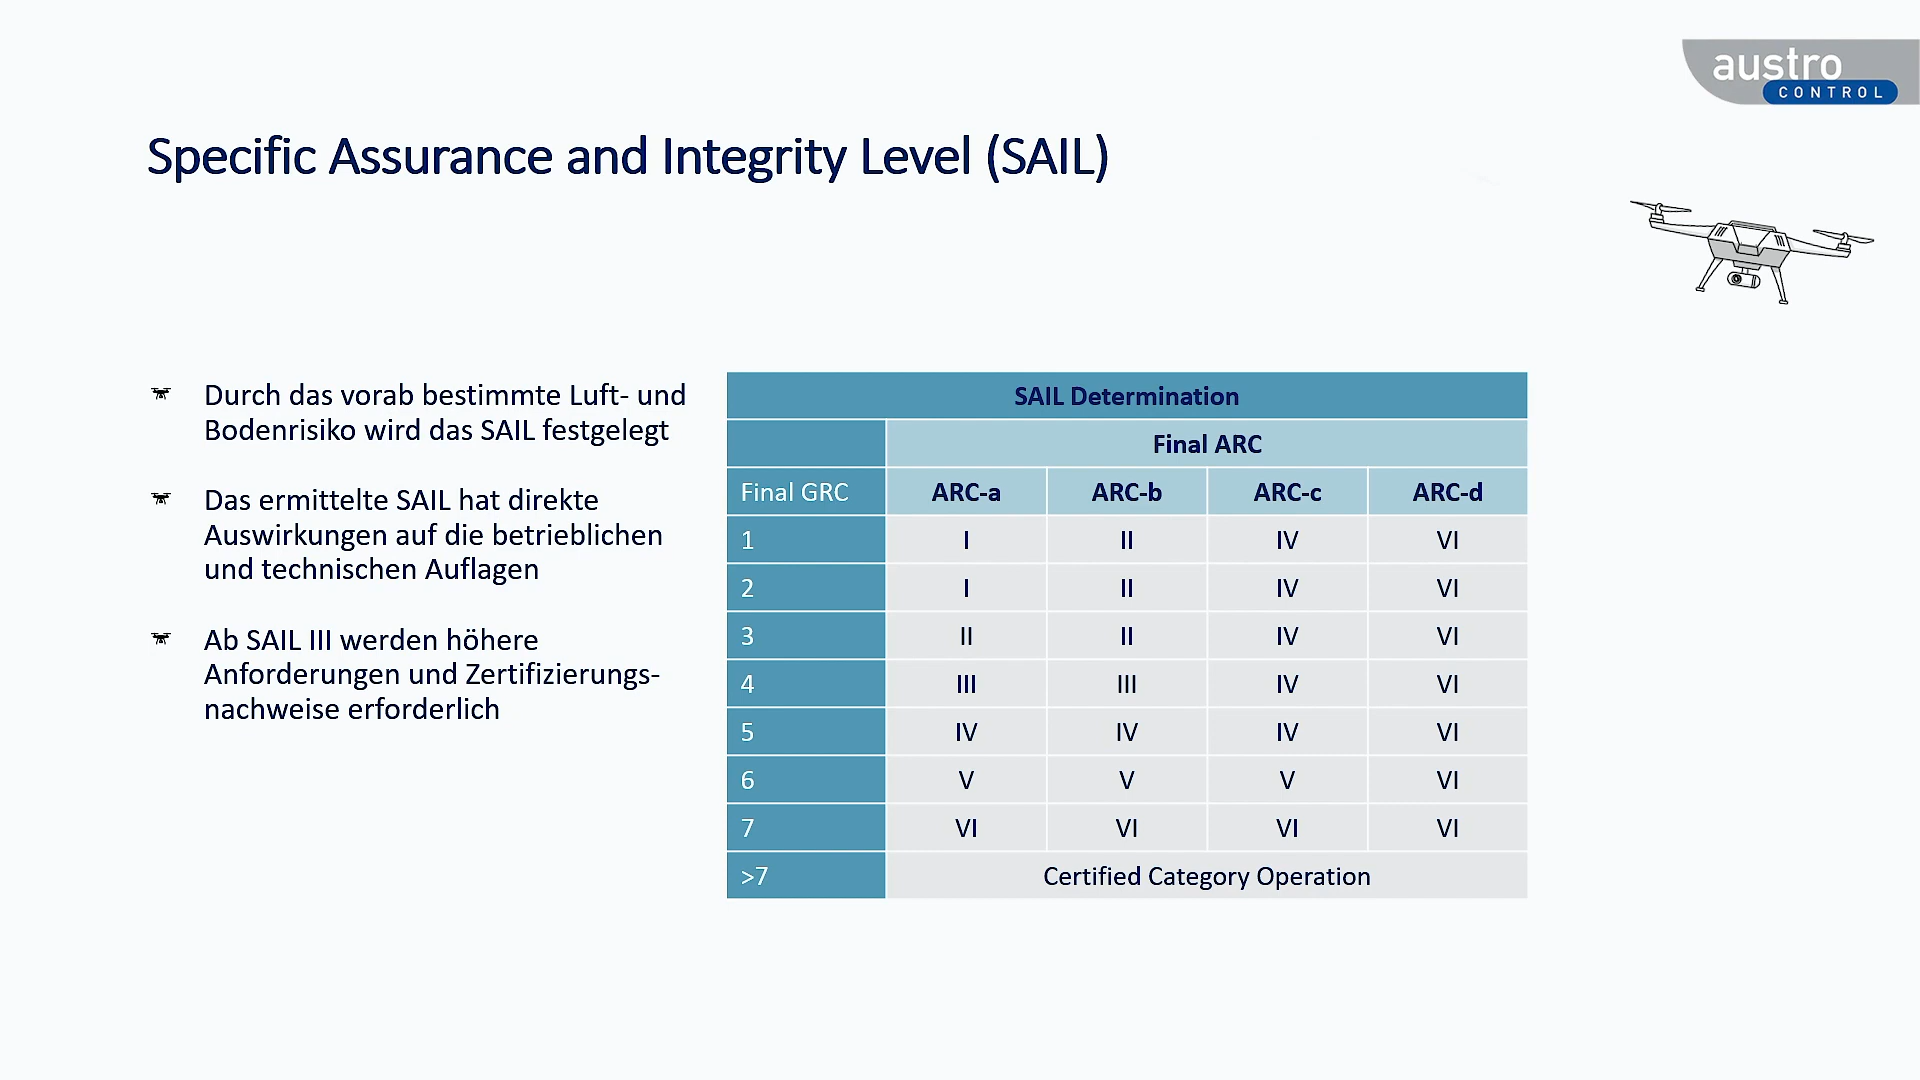 austro
CONTROL
Specific Assurance and Integrity Level (SAIL)
Durch das vorab bestimmte Luft- und
Bodenrisiko wird das SAIL festgelegt
Das ermittelte SAIL hat direkte
Auswirkungen auf die betrieblichen
und technischen Auflagen
Ab SAIL III werden höhere
Anforderungen und Zertifizierungs-
nachweise erforderlich
SAIL Determination
Final ARC
Final GRC ARC-a ARC-b ARC-c ARC-d
1 I II IV VI
2 I II IV VI
3 II II IV VI
4 III III IV VI
5 IV IV IV VI
6 V V V VI
7 VI VI VI VI
>7 Certified Category Operation